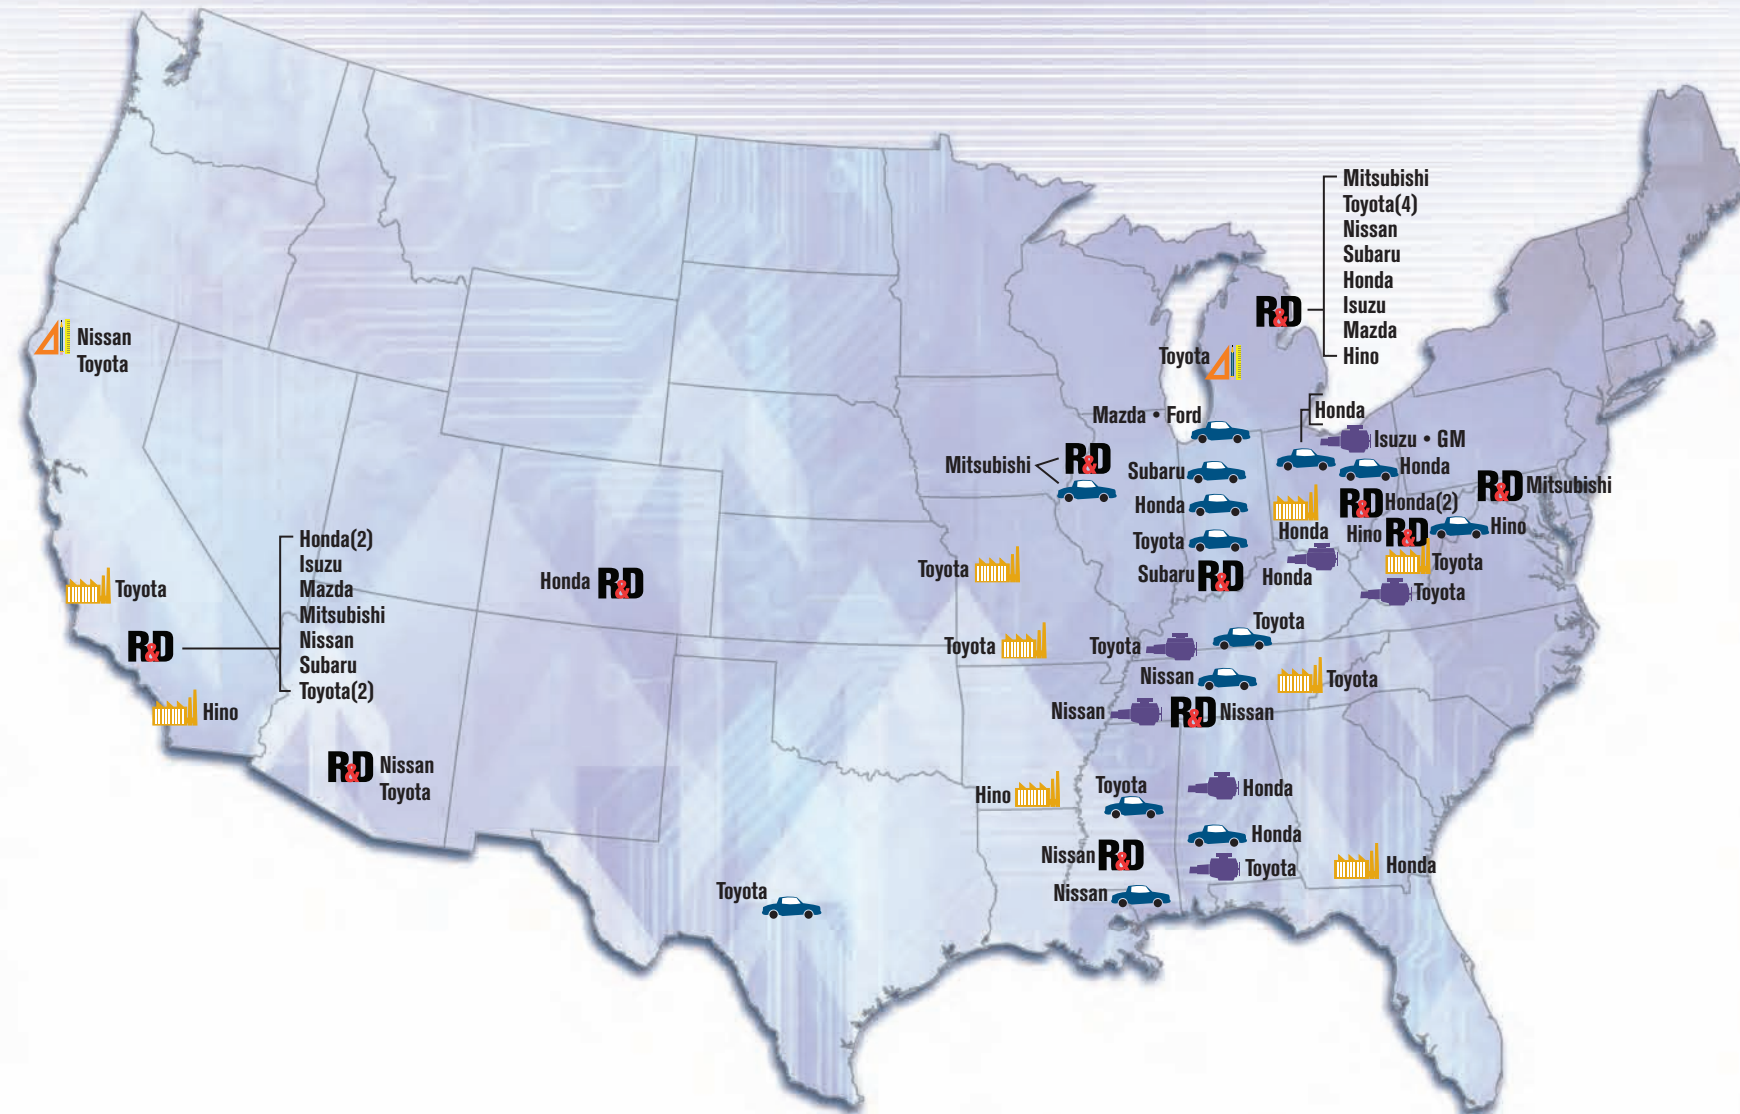 Mitsubishi
Toyota(4)
Nissan
Subaru
Honda
Isuzu
Mazda
Hino
R&D
Nissan
Toyota
Toyota
Mazda • Ford
Honda
Isuzu • GM
Honda
Mitsubishi
R&D
Subaru
R&D
Mitsubishi
Honda
R&D
Honda(2)
Honda
Hino
R&D
Hino
Toyota
Subaru
R&D
Honda
Toyota
Toyota
Toyota
Honda
R&D
Toyota
R&D
Honda(2)
Isuzu
Mazda
Mitsubishi
Nissan
Subaru
Toyota(2)
Toyota
Toyota
Toyota
Nissan
Toyota
Hino
Nissan
R&D
Nissan
R&D
Nissan
Toyota
Hino
Toyota
Honda
Honda
Nissan
R&D
Toyota
Honda
Toyota
Nissan